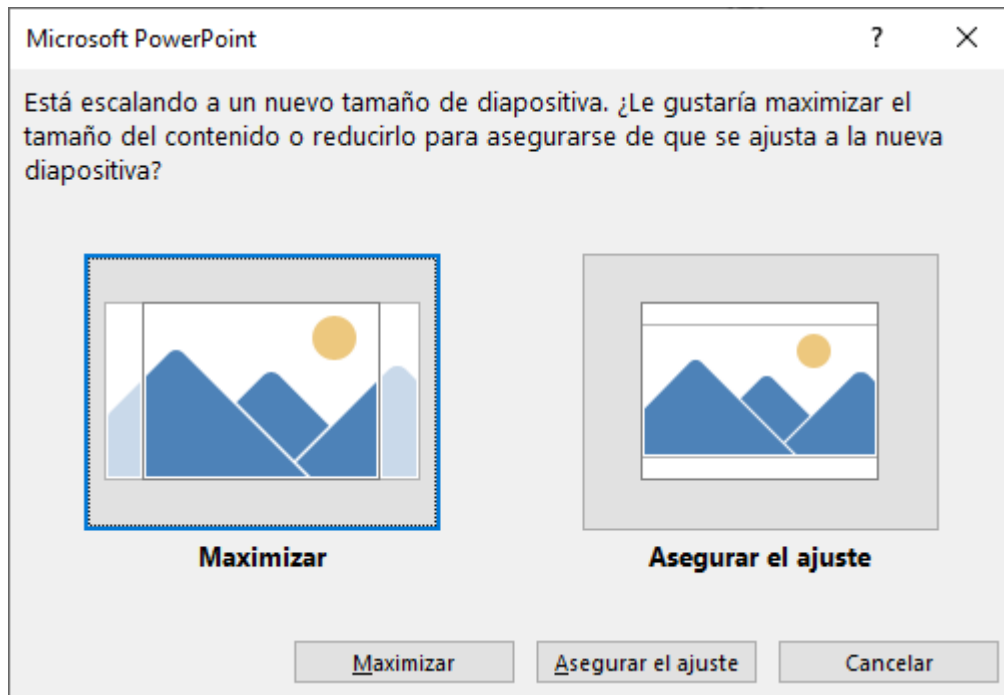 Microsoft PowerPoint
?
Está escalando a un nuevo tamaño de diapositiva. ¿Le gustaría maximizar el
tamaño del contenido o reducirlo para asegurarse de que se ajusta a la nueva
diapositiva?
Maximizar
Asegurar el ajuste
Maximizar
Asegurar el ajuste
Cancelar